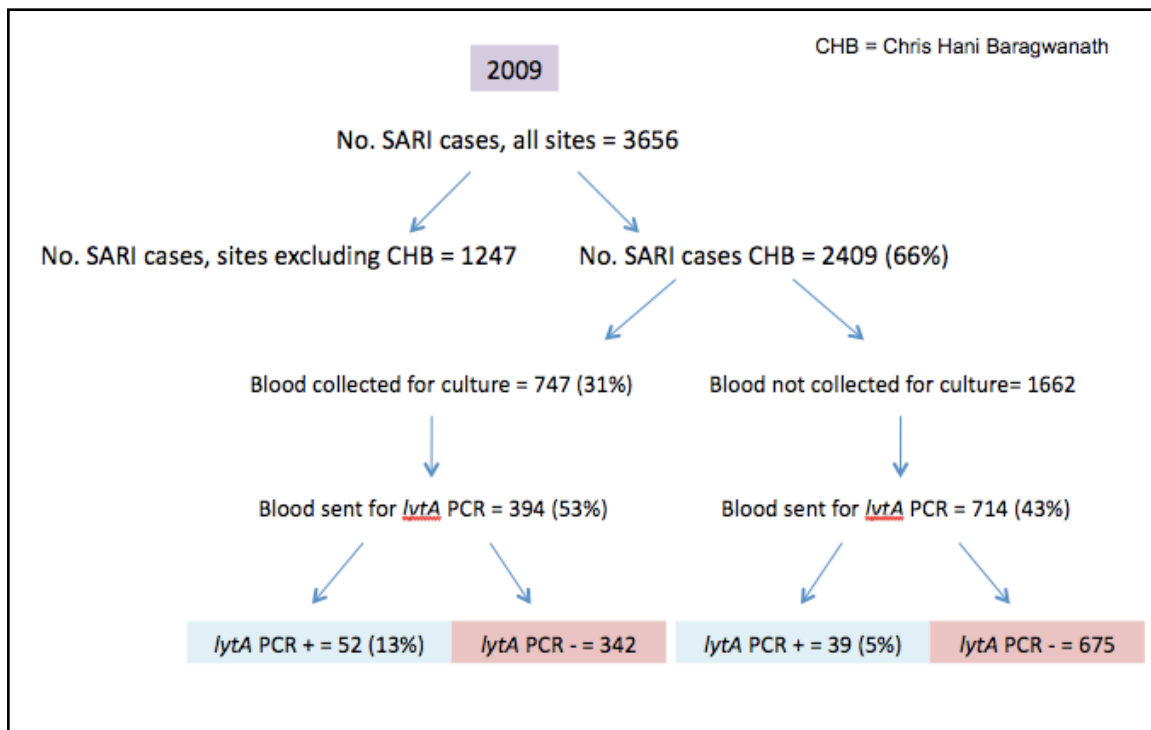 CHB = Chris Hani Baragwanath
2009
No. SARI cases, all sites = 3656
No. SARI cases, sites excluding CHB = 1247
No. SARI cases CHB = 2409 (66%)
Blood collected for culture = 747 (31%)
Blood not collected for culture= 1662
Blood sent for lytA PCR = 394 (53%)
Blood sent for lytA PCR = 714 (43%)
lytA PCR + = 52 (13%)
lytA PCR - = 342
lytA PCR + = 39 (5%)
lytA PCR - = 675